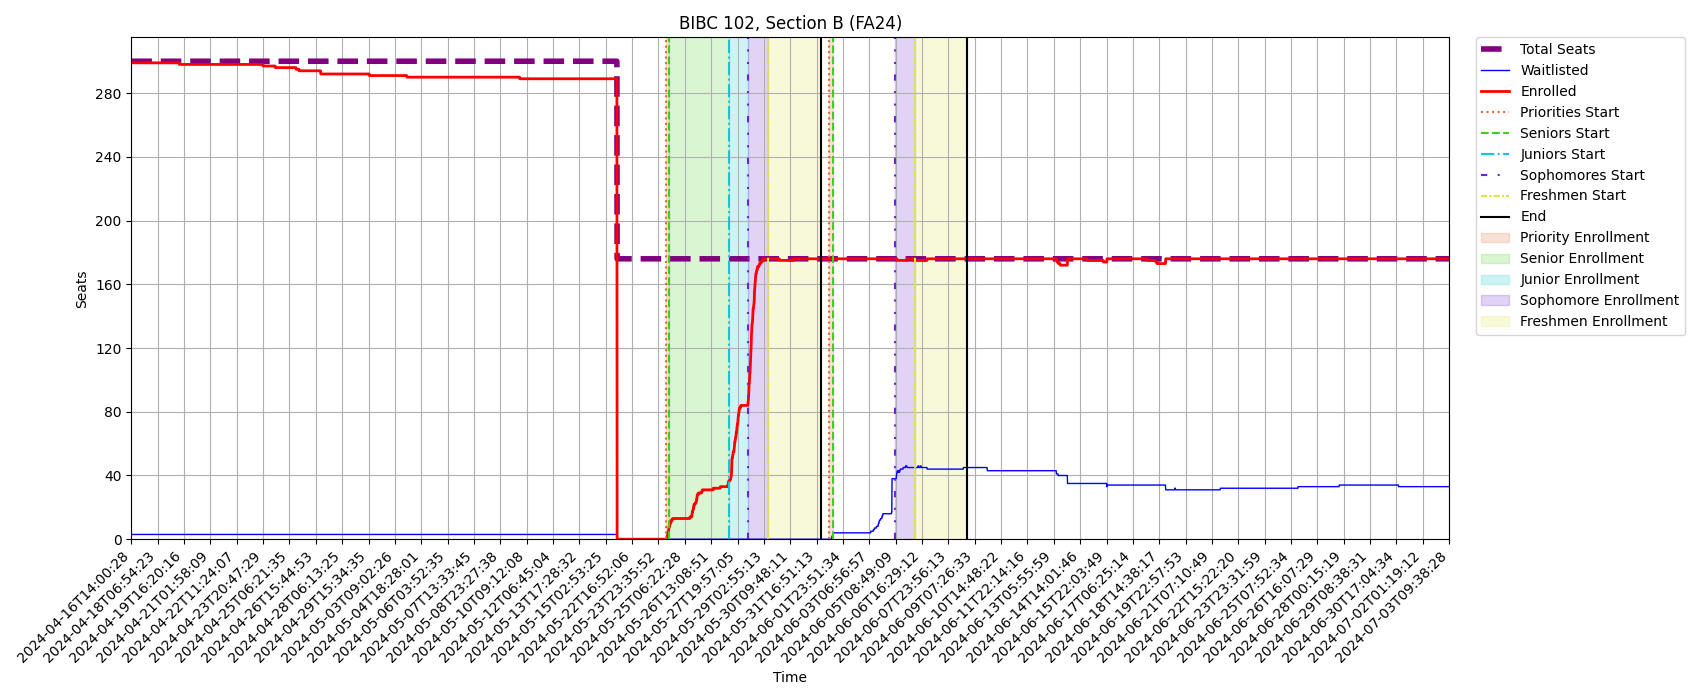 BIBC 102, Section B (FA24)
Total Seats
Waitlisted
Enrolled
Priorities Start
Seniors Start
Juniors Start
Sophomores Start
Freshmen Start
End
Priority Enrollment
Senior Enrollment
Junior Enrollment
Sophomore Enrollment
Freshmen Enrollment
Seats
280
240
200
160
120
80
40
0
2024-04-16T14:00:28
2024-04-18T06:54:23
2024-04-19T16:20:16
2024-04-21T01:58:09
2024-04-22T11:24:07
2024-04-23T20:47:29
2024-04-25T06:21:35
2024-04-26T15:44:53
2024-04-28T06:13:25
2024-04-29T15:34:35
2024-05-03T09:02:26
2024-05-04T18:28:01
2024-05-06T03:52:35
2024-05-07T13:33:45
2024-05-08T23:27:38
2024-05-10T09:12:08
2024-05-12T06:45:04
2024-05-13T17:28:32
2024-05-15T02:53:25
2024-05-22T16:52:06
2024-05-23T23:35:52
2024-05-25T06:22:28
2024-05-26T13:08:51
2024-05-27T19:57:05
2024-05-29T02:55:13
2024-05-30T09:48:11
2024-05-31T16:51:13
2024-06-01T23:51:34
2024-06-03T06:56:57
2024-06-05T08:49:09
2024-06-06T16:29:12
2024-06-07T23:56:13
2024-06-09T07:26:33
2024-06-10T14:48:22
2024-06-11T22:14:16
2024-06-13T05:55:59
2024-06-14T14:01:46
2024-06-15T22:03:49
2024-06-17T06:25:14
2024-06-18T14:38:17
2024-06-19T22:57:53
2024-06-21T07:10:49
2024-06-22T15:22:20
2024-06-23T23:31:59
2024-06-25T07:52:34
2024-06-26T16:07:29
2024-06-28T00:15:19
2024-06-29T08:38:31
2024-06-30T17:04:34
2024-07-02T01:19:12
2024-07-03T09:38:28
Time